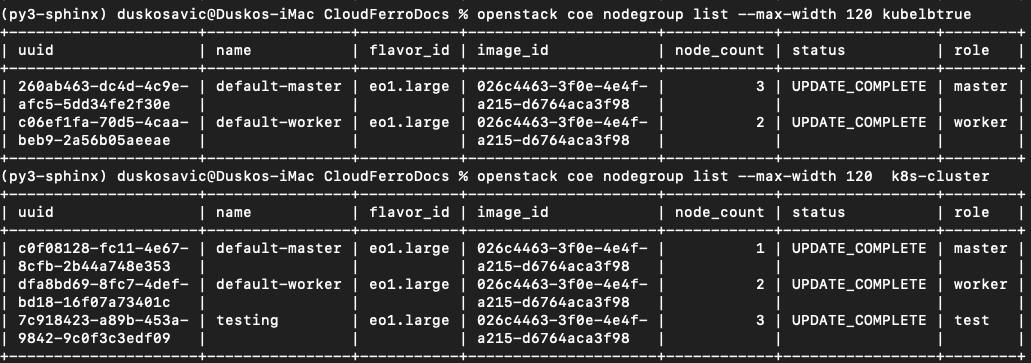 (py3-sphinx) duskosavic@Duskos-iMac CloudFerroDocs % openstack coe nodegroup list --max-width 120 kubelbtrue
+----------------------+----------------+-----------+----------------------+------------+-----------------+--------+
| uuid                 | name           | flavor_id | image_id             | node_count | status          | role   |
+----------------------+----------------+-----------+----------------------+------------+-----------------+--------+
| 260ab463-dc4d-4c9e-  | default-master | eo1.large | 026c4463-3f0e-4e4f-  |          3 | UPDATE_COMPLETE | master |
| afc5-5dd34fe2f30e    |                |           | a215-d6764aca3f98    |            |                 |        |
| c06ef1fa-70d5-4caa-  | default-worker | eo1.large | 026c4463-3f0e-4e4f-  |          2 | UPDATE_COMPLETE | worker |
| beb9-2a56b05aeeae    |                |           | a215-d6764aca3f98    |            |                 |        |
+----------------------+----------------+-----------+----------------------+------------+-----------------+--------+
(py3-sphinx) duskosavic@Duskos-iMac CloudFerroDocs % openstack coe nodegroup list --max-width 120  k8s-cluster
+----------------------+----------------+-----------+----------------------+------------+-----------------+--------+
| uuid                 | name           | flavor_id | image_id             | node_count | status          | role   |
+----------------------+----------------+-----------+----------------------+------------+-----------------+--------+
| c0f08128-fc11-4e67-  | default-master | eo1.large | 026c4463-3f0e-4e4f-  |          1 | UPDATE_COMPLETE | master |
| 8cfb-2b44a748e353    |                |           | a215-d6764aca3f98    |            |                 |        |
| dfa8bd69-8fc7-4def-  | default-worker | eo1.large | 026c4463-3f0e-4e4f-  |          2 | UPDATE_COMPLETE | worker |
| bd18-16f07a73401c    |                |           | a215-d6764aca3f98    |            |                 |        |
| 7c918423-a89b-453a-  | testing        | eo1.large | 026c4463-3f0e-4e4f-  |          3 | UPDATE_COMPLETE | test   |
| 9842-9c0f3c3edf09    |                |           | a215-d6764aca3f98    |            |                 |        |
+----------------------+----------------+-----------+----------------------+------------+-----------------+--------+